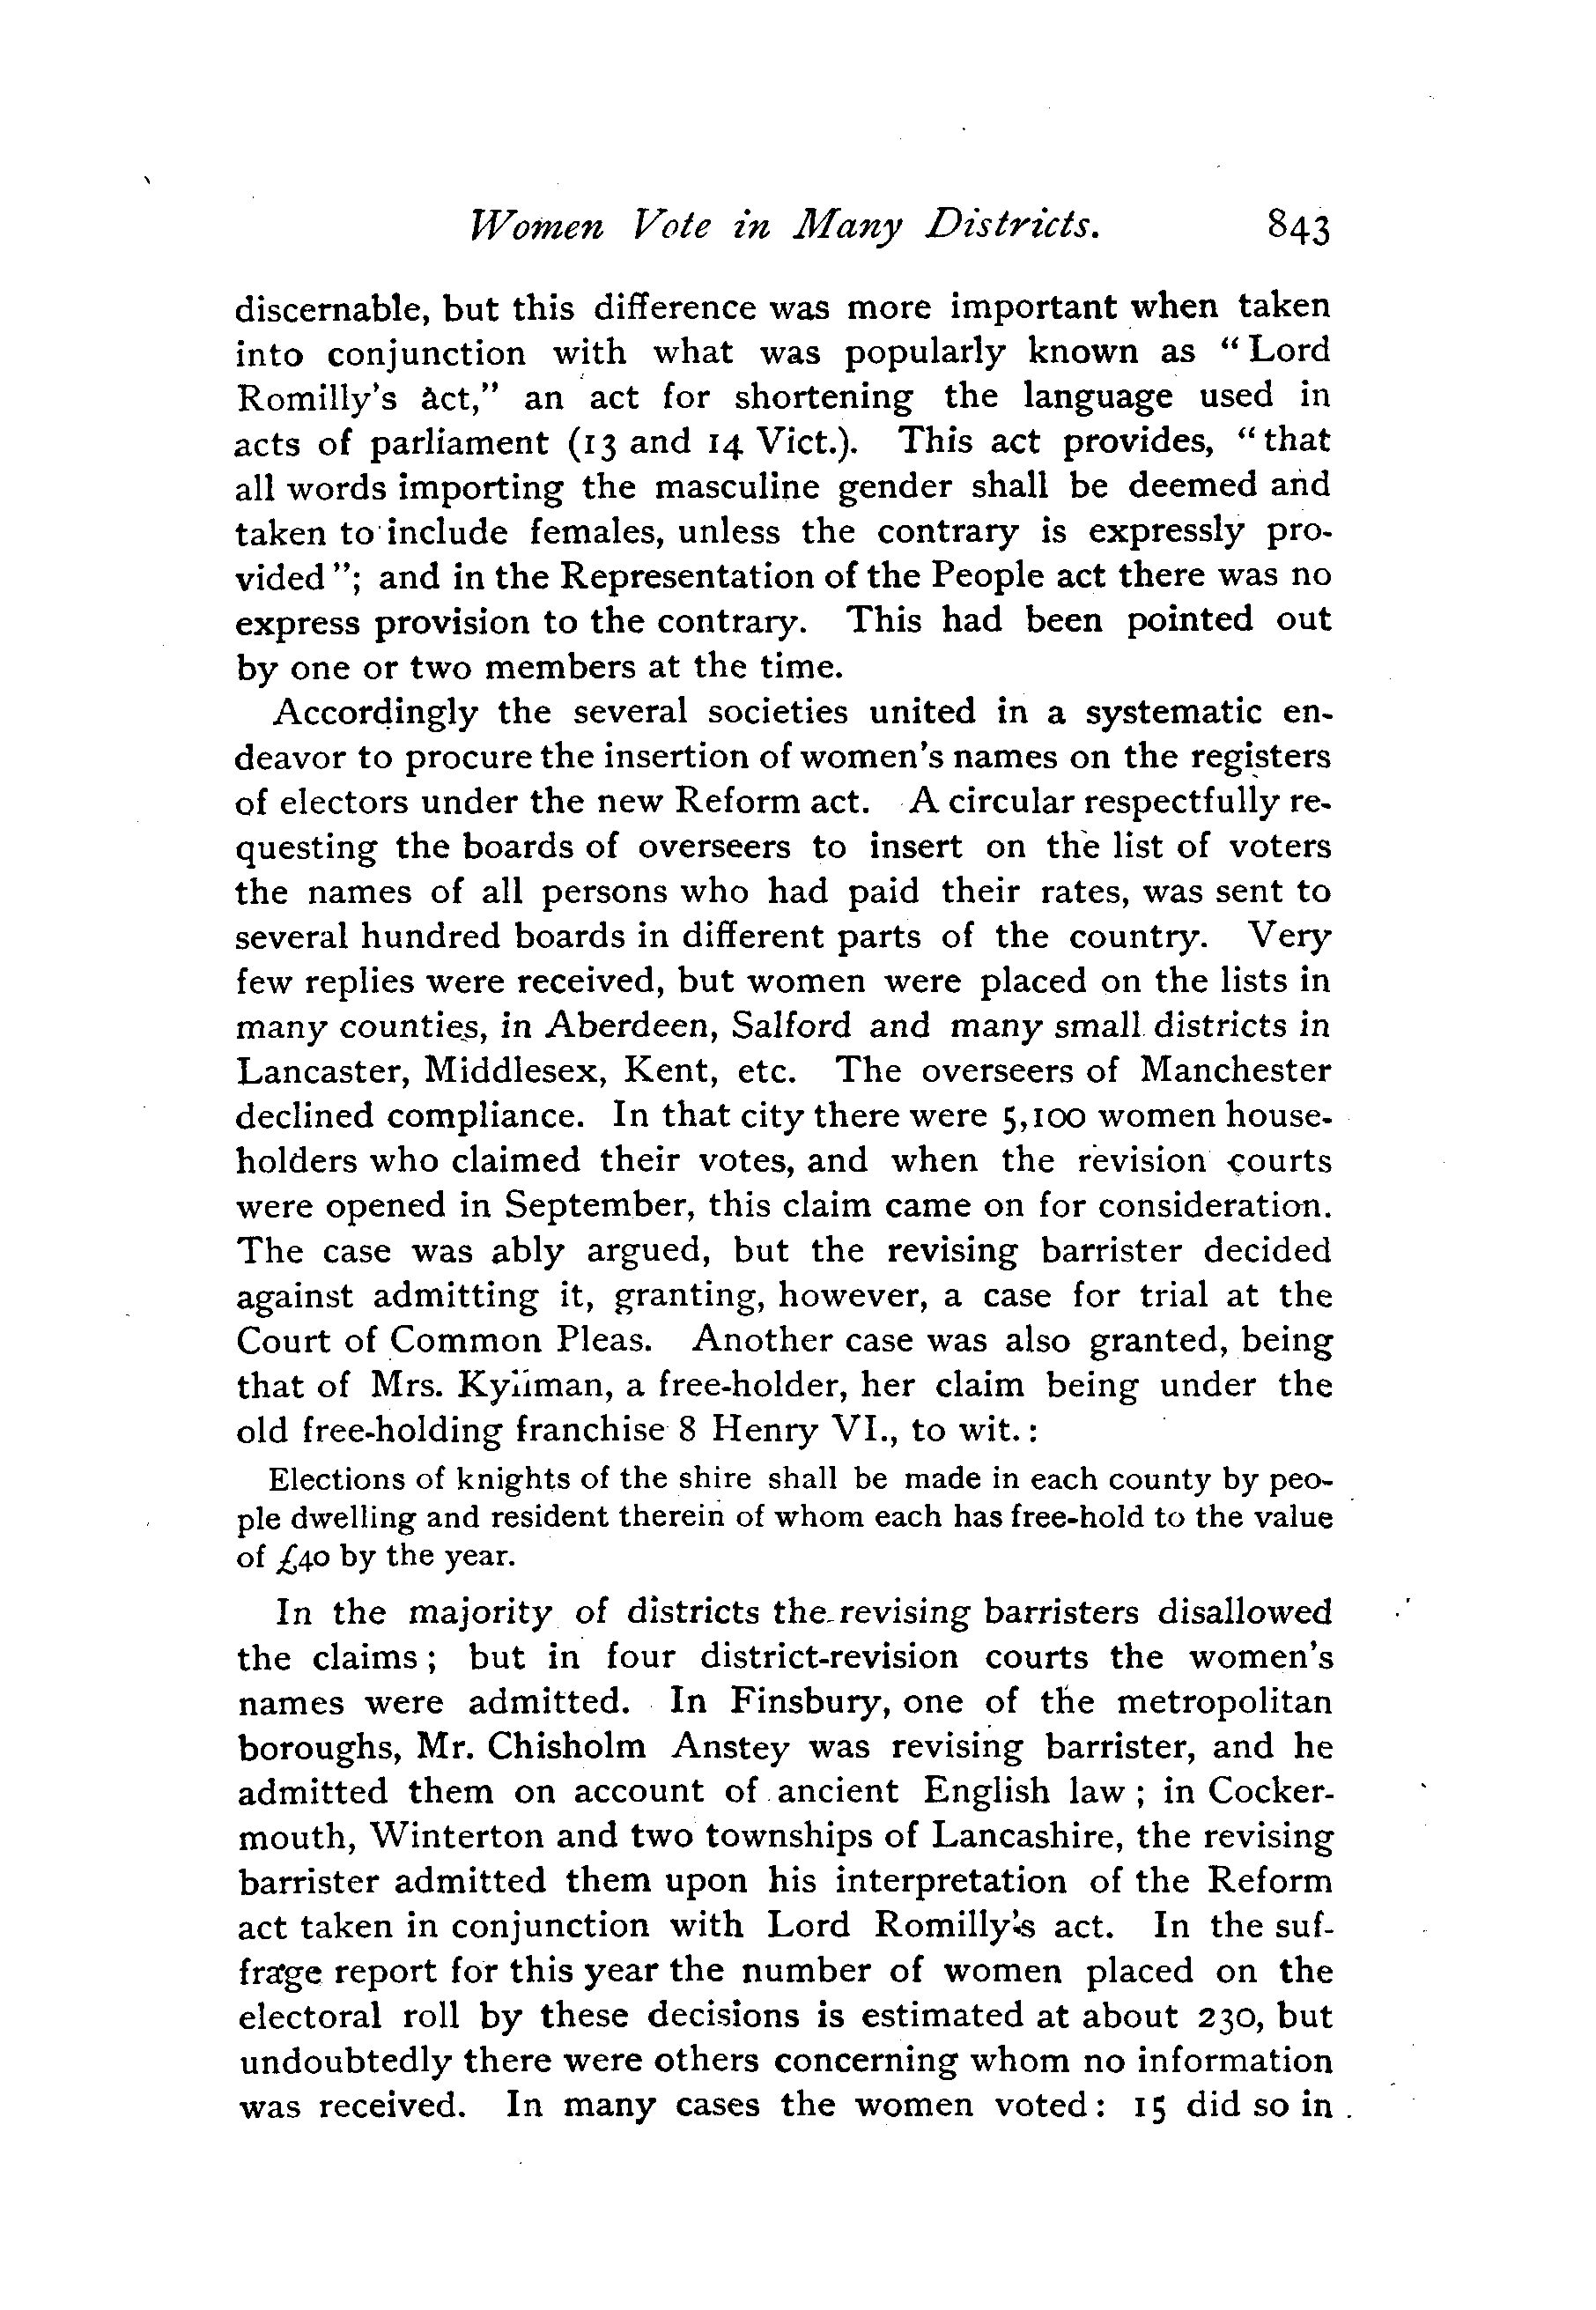 Women Vote in Many Districts. 843
discernable, but this difference was more important when taken
into conjunction with what was popularly known as “Lord
Romilly's act,” an act for shortening the language used in
acts of parliament (13 and 14 Vict.). This act provides, “that
all words importing the masculine gender shall be deemed and
taken to include females, unless the contrary is expressly pro-
vided”; and in the Representation of the People act there was no
express provision to the contrary. This had been pointed out
by one or two members at the time.
Accordingly the several societies united in a systematic en-
deavor to procure the insertion of women's names on the registers
of electors under the new Reform act. A circular respectfully re-
questing the boards of overseers to insert on the list of voters
the names of all persons who had paid their rates, was sent to
several hundred boards in different parts of the country. Very
few replies were received, but women were placed on the lists in
many counties, in Aberdeen, Salford and many small districts in
Lancaster, Middlesex, Kent, etc. The overseers of Manchester
declined compliance. In that city there were 5,100 women house-
holders who claimed their votes, and when the revision courts
were opened in September, this claim came on for consideration.
The case was ably argued, but the revising barrister decided
against admitting it, granting, however, a case for trial at the
Court of Common Pleas. Another case was also granted, being
that of Mrs. Kyllman, a free-holder, her claim being under the
old free-holding franchise 8 Henry VI., to wit.:
Elections of knights of the shire shall be made in each county by peo-
ple dwelling and resident therein of whom each has free-hold to the value
of £40 by the year.
In the majority of districts the revising barristers disallowed
the claims; but in four district-revision courts the women's
names were admitted. In Finsbury, one of the metropolitan
boroughs, Mr. Chisholm Anstey was revising barrister, and he
admitted them on account of ancient English law; in Cocker-
mouth, Winterton and two townships of Lancashire, the revising
barrister admitted them upon his interpretation of the Reform
act taken in conjunction with Lord Romilly's act. In the suf-
frage report for this year the number of women placed on the
electoral roll by these decisions is estimated at about 230, but
undoubtedly there were others concerning whom no information
was received. In many cases the women voted: 15 did so in